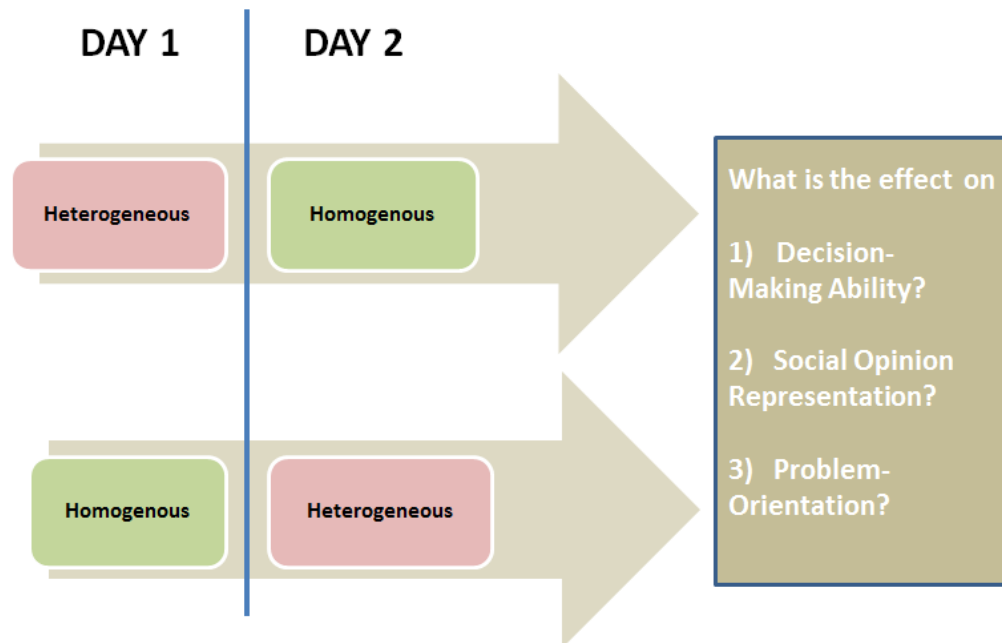 DAY 1
DAY 2
Heterogeneous
Homogenous
Homogenous
Heterogeneous
What is the effect on
1) Decision-
Making Ability?
2) Social Opinion
Representation?
3) Problem-
Orientation?